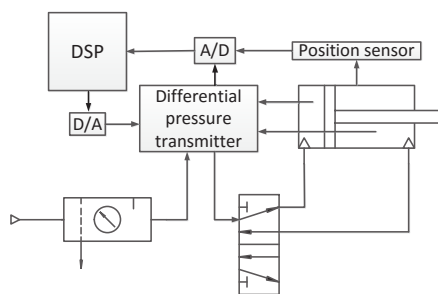 DSP
A/D
Position sensor
D/A
Differential
pressure
transmitter